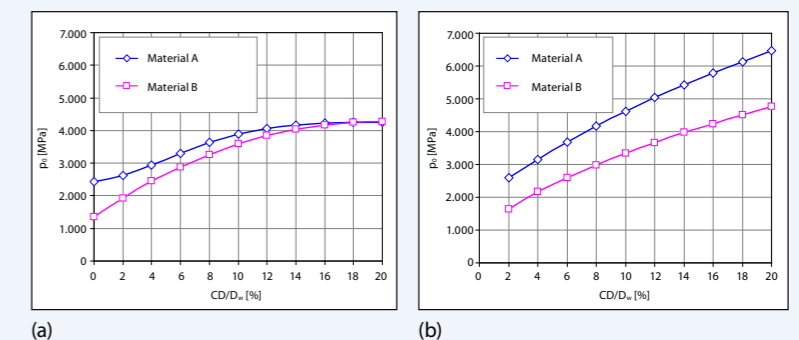 7.000
6.000
5.000
4.000
3.000
2.000
1.000
0
p₀ [MPa]
Material A
Material B
0 2 4 6 8 10 12 14 16 18 20
CD/Dw [%]
(a)
7.000
6.000
5.000
4.000
3.000
2.000
1.000
0
p₀ [MPa]
Material A
Material B
0 2 4 6 8 10 12 14 16 18 20
CD/Dw [%]
(b)